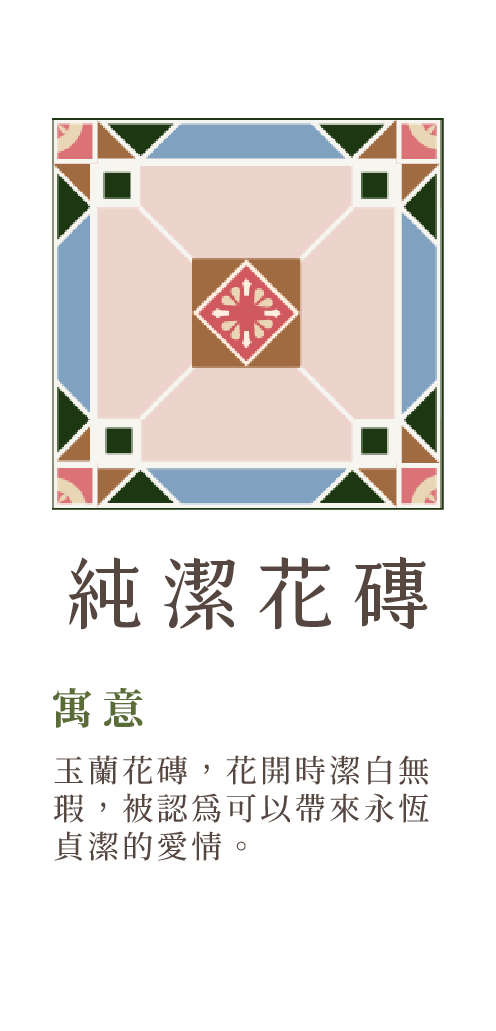 純潔花磚
寓意
玉蘭花磚，花開時潔白無
瑕，被認爲可以帶來永恆
貞潔的愛情。